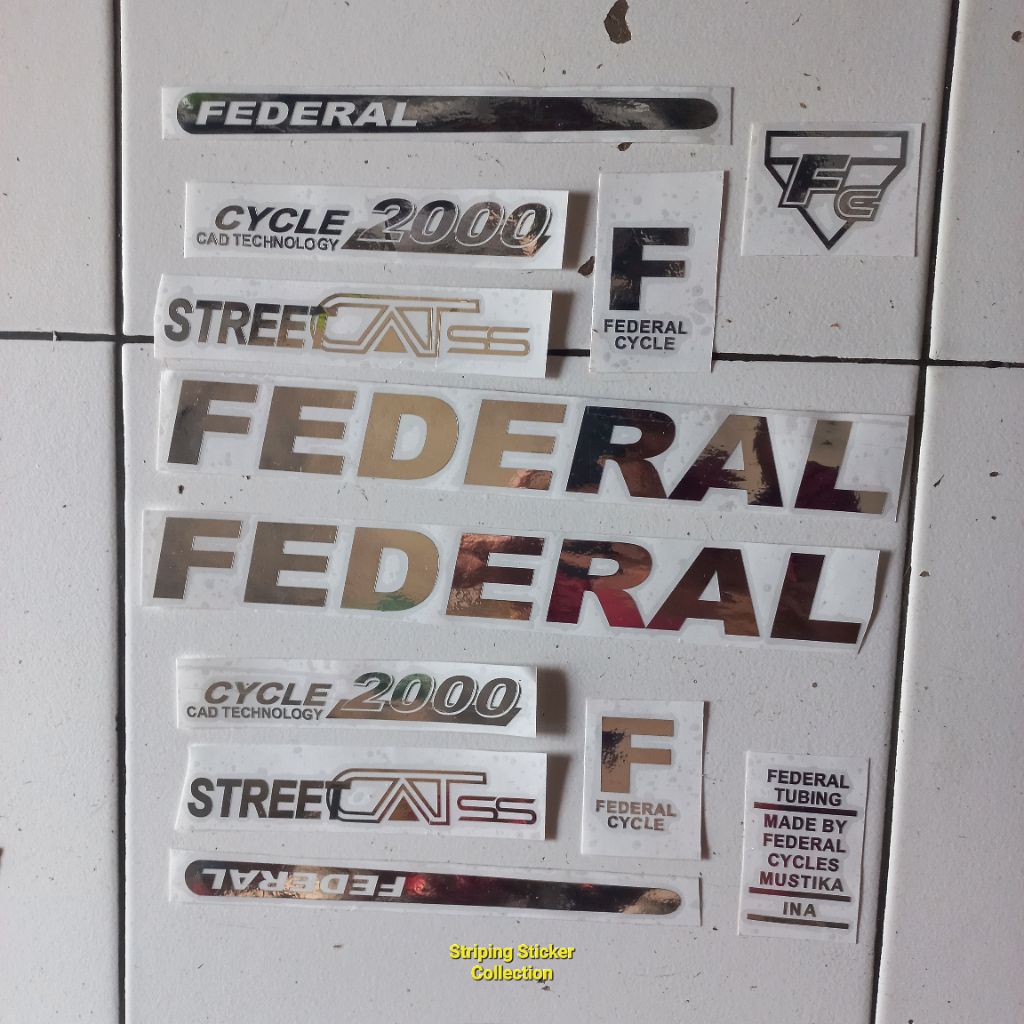 FEDERAL
FC
CYCLE 2000
CAD TECHNOLOGY
F
FEDERAL
CYCLE
STREET CAT SS
FEDERAL
FEDERAL
CYCLE 2000
CAD TECHNOLOGY
F
FEDERAL
CYCLE
STREET CAT SS
FEDERAL
TUBING
MADE BY
FEDERAL
CYCLES
MUSTIKA
INA
FEDERAL
Striping Sticker
Collection